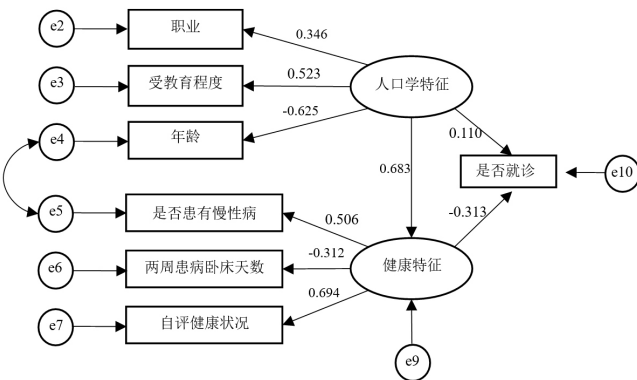 e2
职业
0.346
e3
受教育程度
0.523
人口学特征
-0.625
e4
年龄
0.110
0.683
是否就诊
e10
e5
是否患有慢性病
0.506
-0.313
e6
两周患病卧床天数
-0.312
健康特征
0.694
e7
自评健康状况
e9